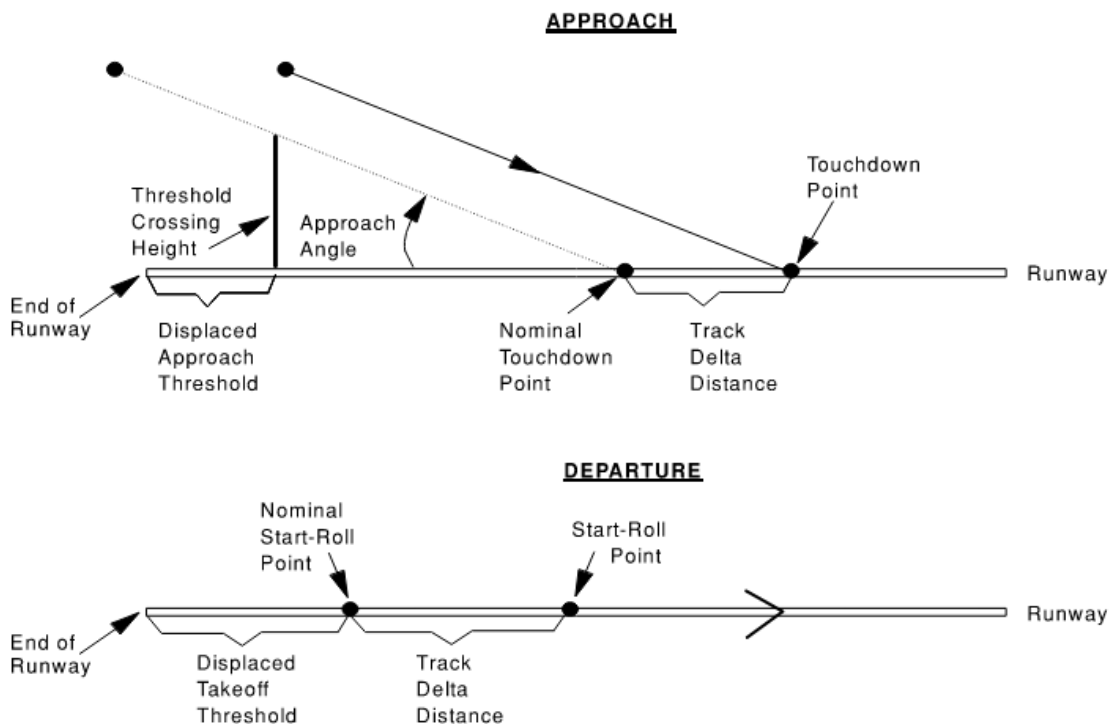 APPROACH
Threshold
Crossing
Height
Approach
Angle
Touchdown
Point
Runway
End of
Runway
Displaced
Approach
Threshold
Nominal
Touchdown
Point
Track
Delta
Distance
DEPARTURE
Nominal
Start-Roll
Point
Start-Roll
Point
Runway
End of
Runway
Displaced
Takeoff
Threshold
Track
Delta
Distance